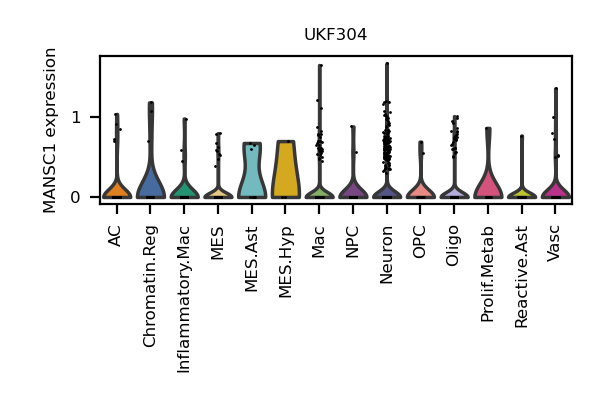 UKF304
MANSC1 expression
1
0
AC
Chromatin.Reg
Inflammatory.Mac
MES
MES.Ast
MES.Hyp
Mac
NPC
Neuron
OPC
Oligo
Prolif.Metab
Reactive.Ast
Vasc